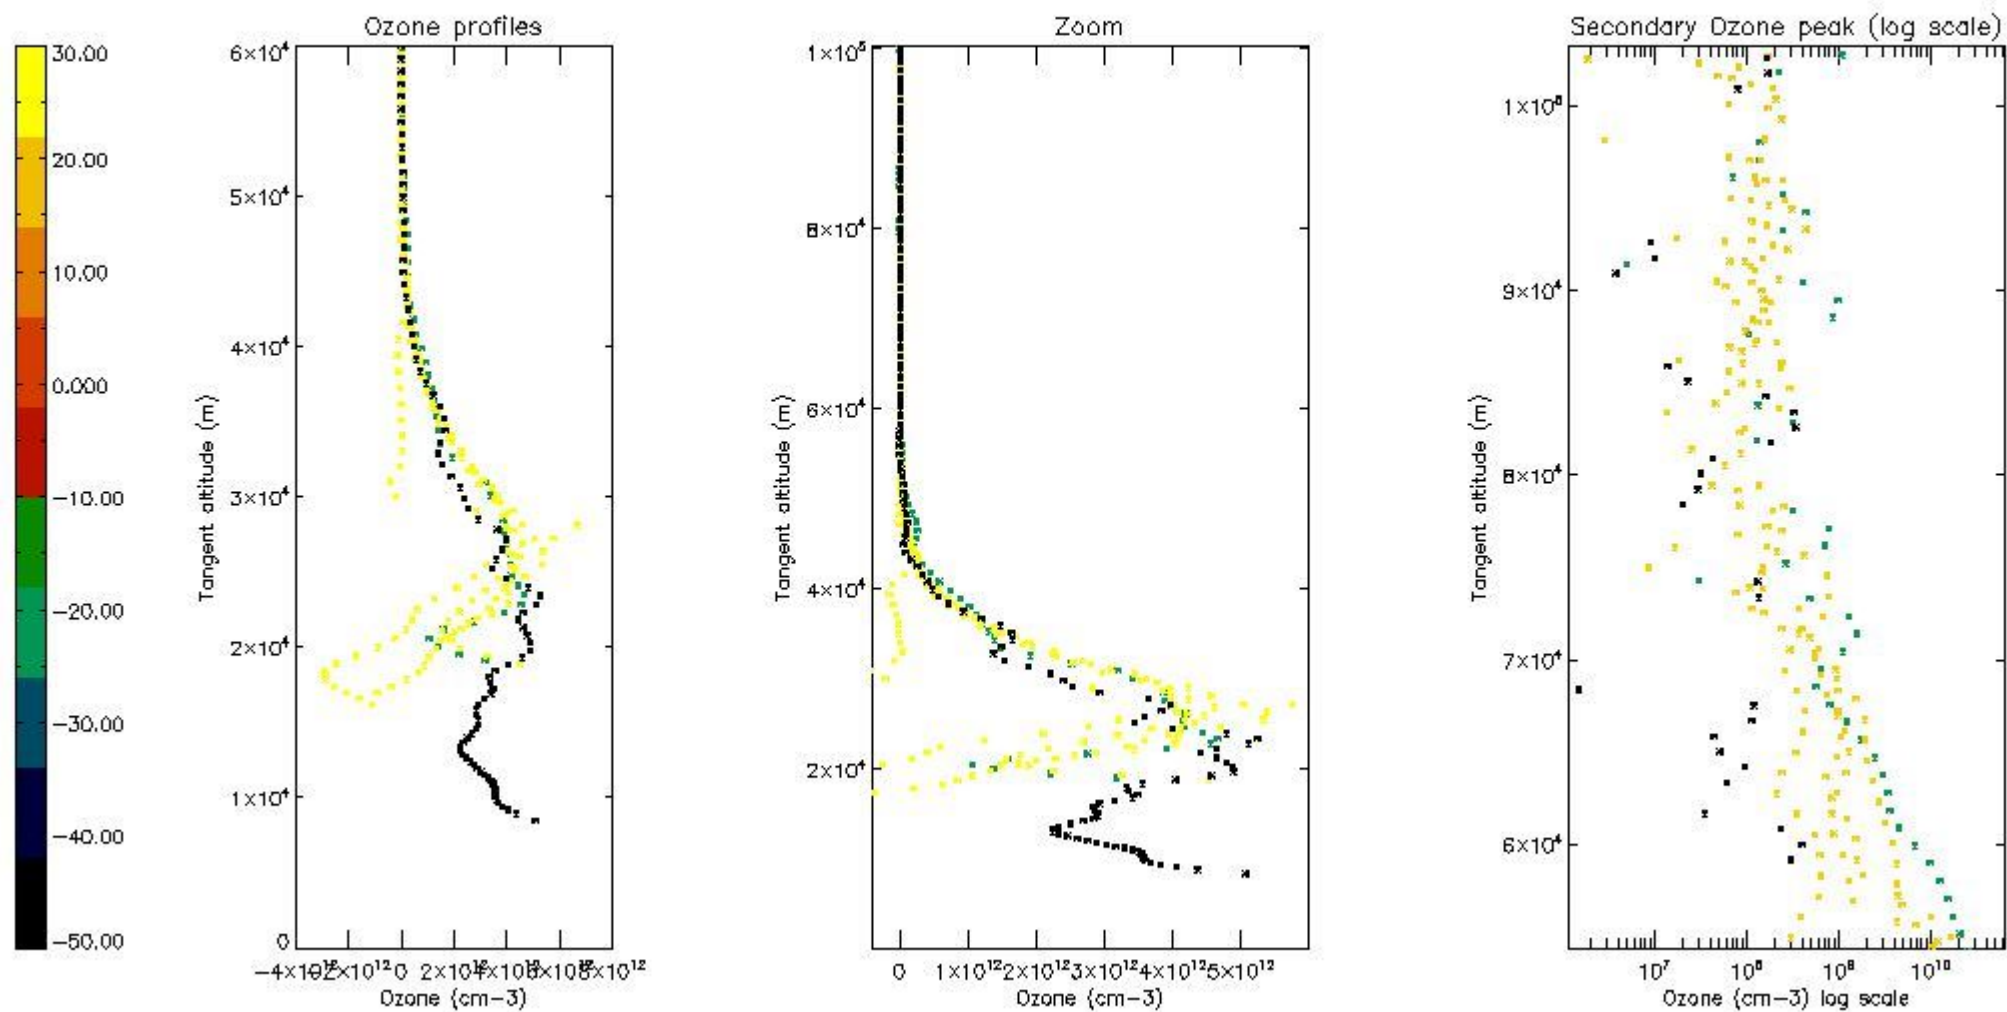 Ozone profiles
Zoom
Secondary Ozone peak (log scale)
30.00
20.00
10.00
-10.00
-20.00
-30.00
-40.00
-50.00
Tangent altitude (m)
6×10⁴
5×10⁴
4×10⁴
3×10⁴
2×10⁴
1×10⁴
0
0
Ozone (cm-3)
Tangent altitude (m)
1×10⁵
8×10⁴
6×10⁴
4×10⁴
2×10⁴
0 1×10¹² 2×10¹² 3×10¹² 4×10¹² 5×10¹²
Ozone (cm-3)
Tangent altitude (m)
9×10⁴
8×10⁴
7×10⁴
6×10⁴
10⁷ 10⁸ 10⁹ 10¹⁰
Ozone (cm-3) log scale